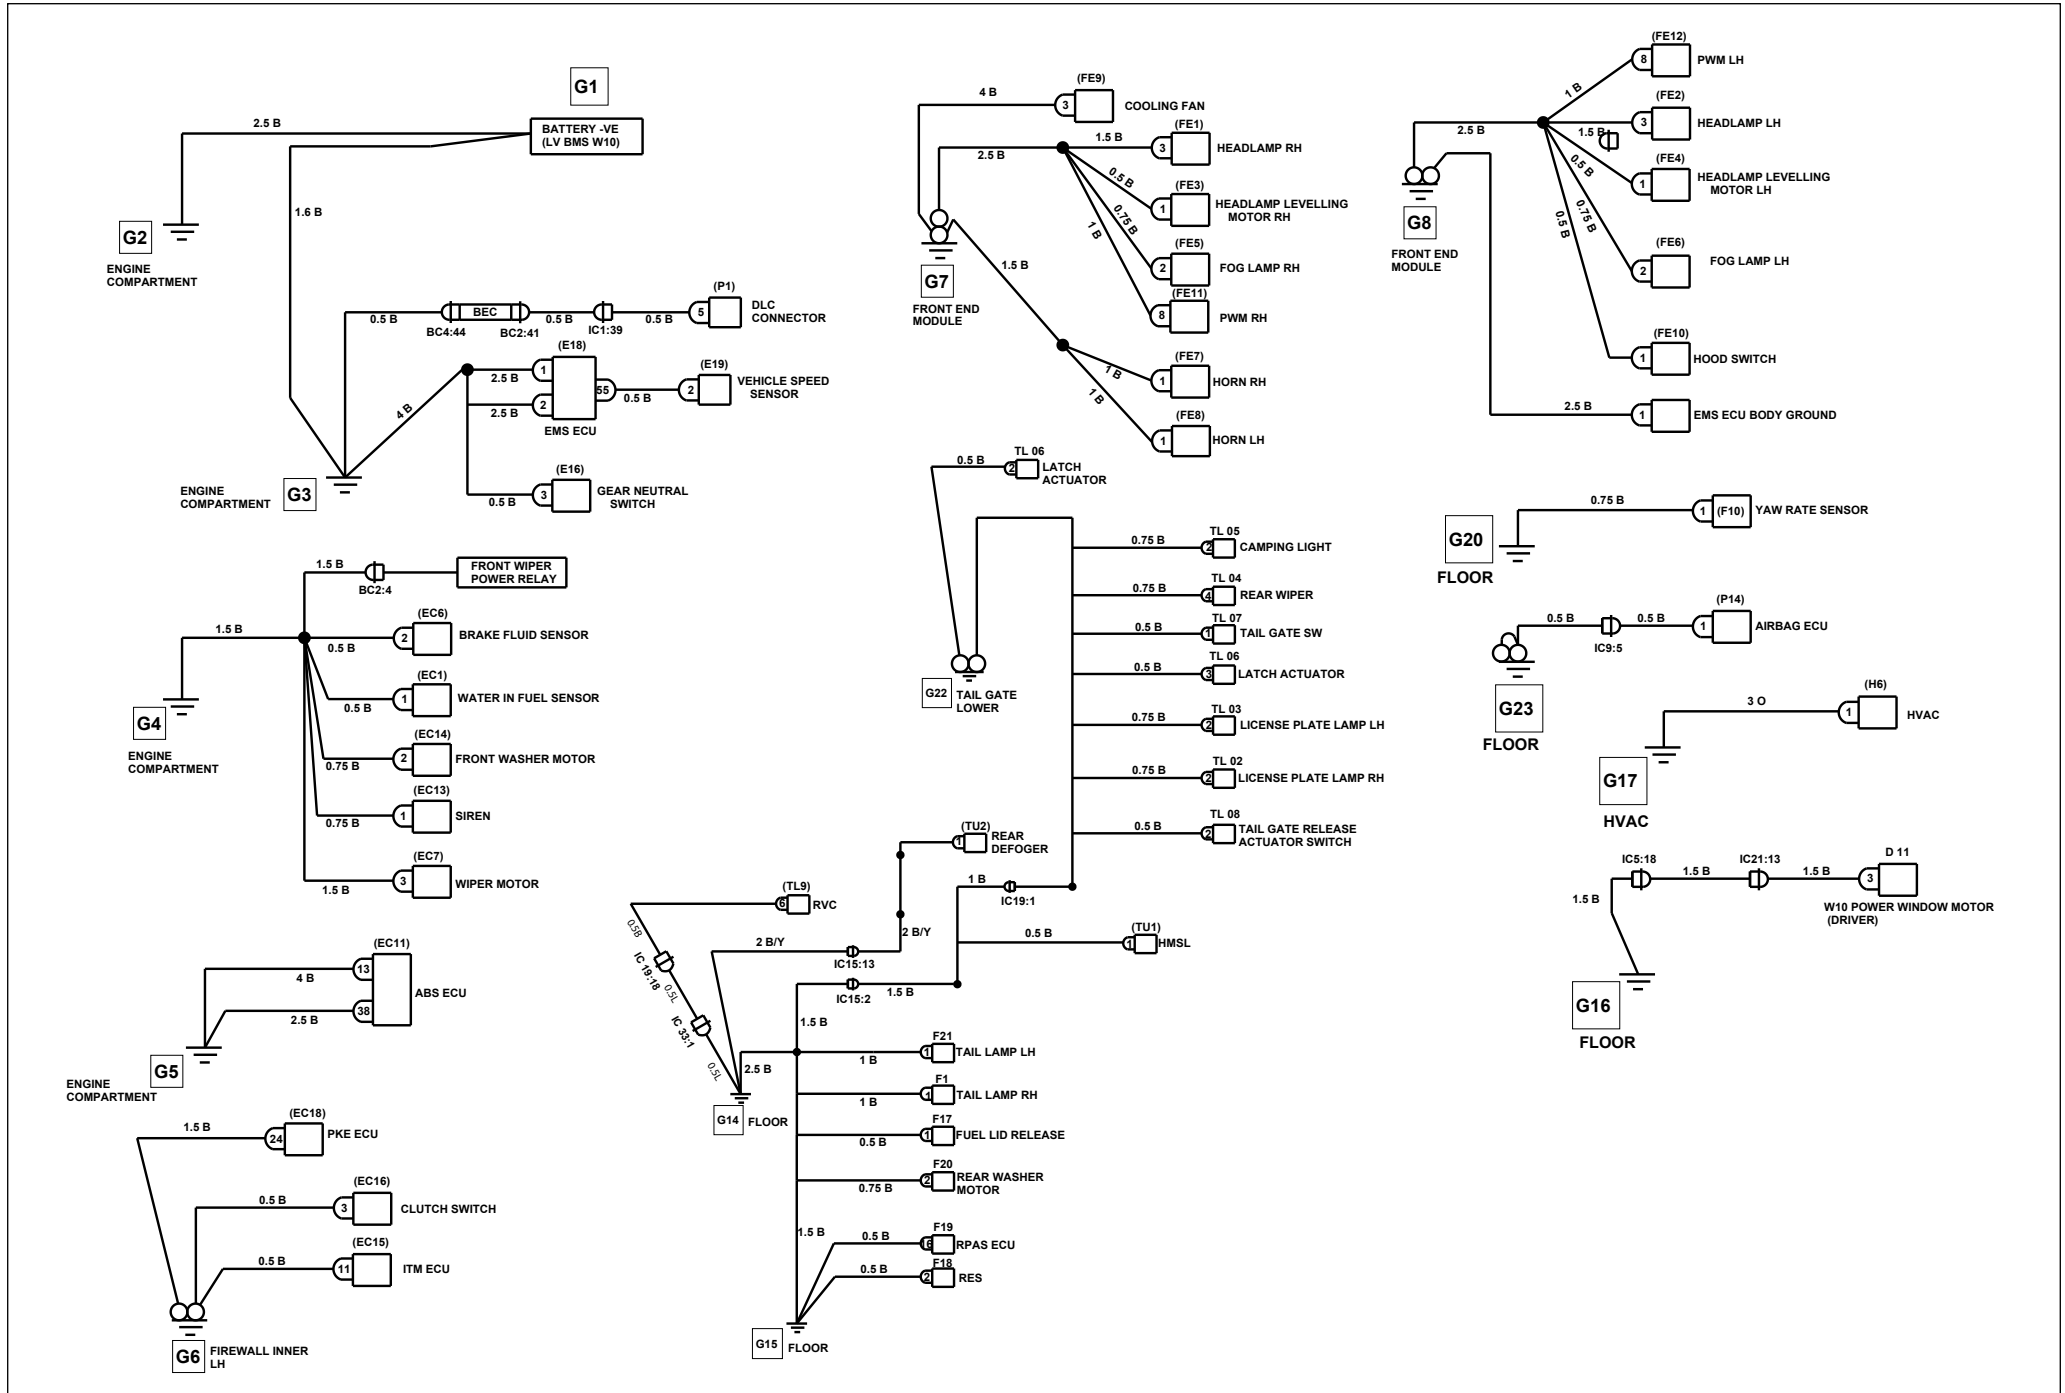 G1
BATTERY -VE
(LV BMS W10)
2.5 B
1.6 B
G2
ENGINE
COMPARTMENT
0.5 B
BC4:44
BEC
BC2:41
0.5 B
IC1:39
0.5 B
(P1)
5
DLC
CONNECTOR
(E18)
1
2.5 B
2
2.5 B
55
EMS ECU
0.5 B
(E19)
2
VEHICLE SPEED
SENSOR
4 B
(E16)
3
0.5 B
GEAR NEUTRAL
SWITCH
ENGINE
COMPARTMENT
G3
1.5 B
BC2:4
FRONT WIPER
POWER RELAY
1.5 B
(EC6)
2
0.5 B
BRAKE FLUID SENSOR
(EC1)
1
0.5 B
WATER IN FUEL SENSOR
G4
ENGINE
COMPARTMENT
(EC14)
2
0.75 B
FRONT WASHER MOTOR
(EC13)
1
0.75 B
SIREN
(EC7)
3
1.5 B
WIPER MOTOR
(EC11)
13
4 B
38
2.5 B
ABS ECU
G5
ENGINE
COMPARTMENT
(EC18)
1.5 B
24
PKE ECU
(EC16)
0.5 B
3
CLUTCH SWITCH
(EC15)
0.5 B
11
ITM ECU
G6
FIREWALL INNER
LH
(FE9)
4 B
3
COOLING FAN
(FE1)
1.5 B
3
HEADLAMP RH
2.5 B
(FE3)
0.5 B
1
HEADLAMP LEVELLING
MOTOR RH
(FE5)
0.75 B
2
FOG LAMP RH
(FE11)
1 B
8
PWM RH
G7
FRONT END
MODULE
1.5 B
(FE7)
1 B
1
HORN RH
(FE8)
1 B
1
HORN LH
(FE12)
1 B
8
PWM LH
(FE2)
2.5 B
1.5 B
3
HEADLAMP LH
(FE4)
0.5 B
1
HEADLAMP LEVELLING
MOTOR LH
G8
FRONT END
MODULE
(FE6)
0.75 B
2
FOG LAMP LH
(FE10)
0.5 B
1
HOOD SWITCH
2.5 B
1
EMS ECU BODY GROUND
TL 06
0.5 B
2
LATCH
ACTUATOR
TL 05
0.75 B
2
CAMPING LIGHT
TL 04
0.75 B
4
REAR WIPER
TL 07
0.5 B
1
TAIL GATE SW
TL 06
0.5 B
3
LATCH ACTUATOR
G22
TAIL GATE
LOWER
TL 03
0.75 B
2
LICENSE PLATE LAMP LH
TL 02
0.75 B
2
LICENSE PLATE LAMP RH
TL 08
0.5 B
2
TAIL GATE RELEASE
ACTUATOR SWITCH
(TU2)
1
REAR
DEFOGER
1 B
IC19:1
(TL9)
6
RVC
0.5B
IC 19:18
0.5L
IC 33:1
0.5L
2 B/Y
IC15:13
2 B/Y
0.5 B
(TU1)
1
HMSL
IC15:2
1.5 B
1.5 B
2.5 B
G14
FLOOR
F21
1 B
1
TAIL LAMP LH
F1
1 B
1
TAIL LAMP RH
F17
0.5 B
1
FUEL LID RELEASE
F20
0.75 B
2
REAR WASHER
MOTOR
1.5 B
F19
0.5 B
16
RPAS ECU
F18
0.5 B
2
RES
G15
FLOOR
0.75 B
1
(F10)
YAW RATE SENSOR
G20
FLOOR
(P14)
0.5 B
IC9:5
0.5 B
1
AIRBAG ECU
G23
FLOOR
(H6)
3 O
1
HVAC
G17
HVAC
IC5:18
1.5 B
IC21:13
1.5 B
D 11
3
1.5 B
W10 POWER WINDOW MOTOR
(DRIVER)
G16
FLOOR